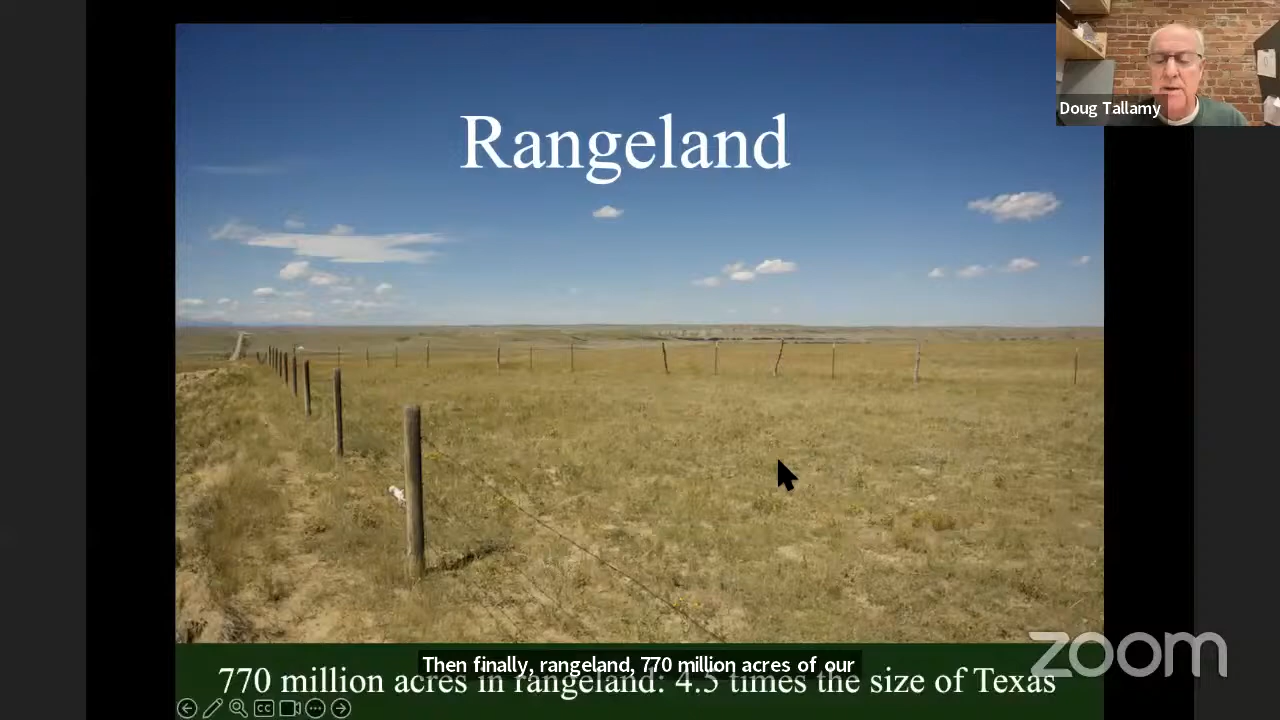 Rangeland
Doug Tallamy
Then finally, rangeland, 770 million acres of our
770 million acres in rangeland: 4.5 times the size of Texas
zoom
CC